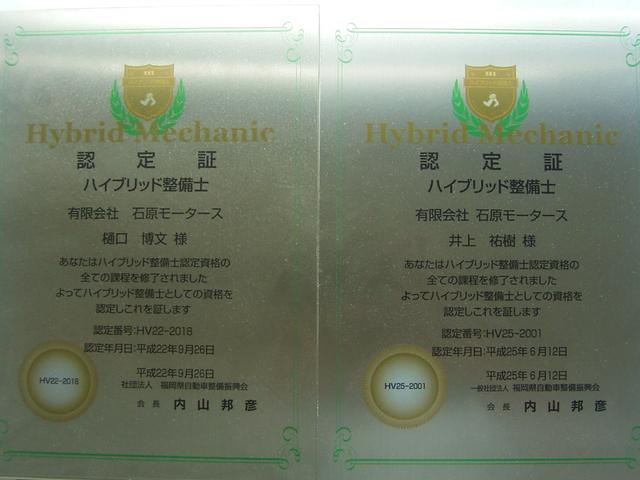 Hybrid Mechanic
認定証
ハイブリッド整備士
有限会社 石原モータース
樋口 博文 様
あなたはハイブリッド整備士認定資格の
全ての課程を修了されました
よってハイブリッド整備士としての資格を
認定しこれを証します
認定番号:HV22-2018
認定年月日:平成22年9月26日
平成22年9月26日
社団法人 福岡県自動車整備振興会
会長 内山邦彦
HV22-2018
Hybrid Mechanic
認定証
ハイブリッド整備士
有限会社 石原モータース
井上 祐樹 様
あなたはハイブリッド整備士認定資格の
全ての課程を修了されました
よってハイブリッド整備士としての資格を
認定しこれを証します
認定番号:HV25-2001
認定年月日:平成25年6月12日
平成25年6月12日
一般社団法人 福岡県自動車整備振興会
会長 内山邦彦
HV25-2001